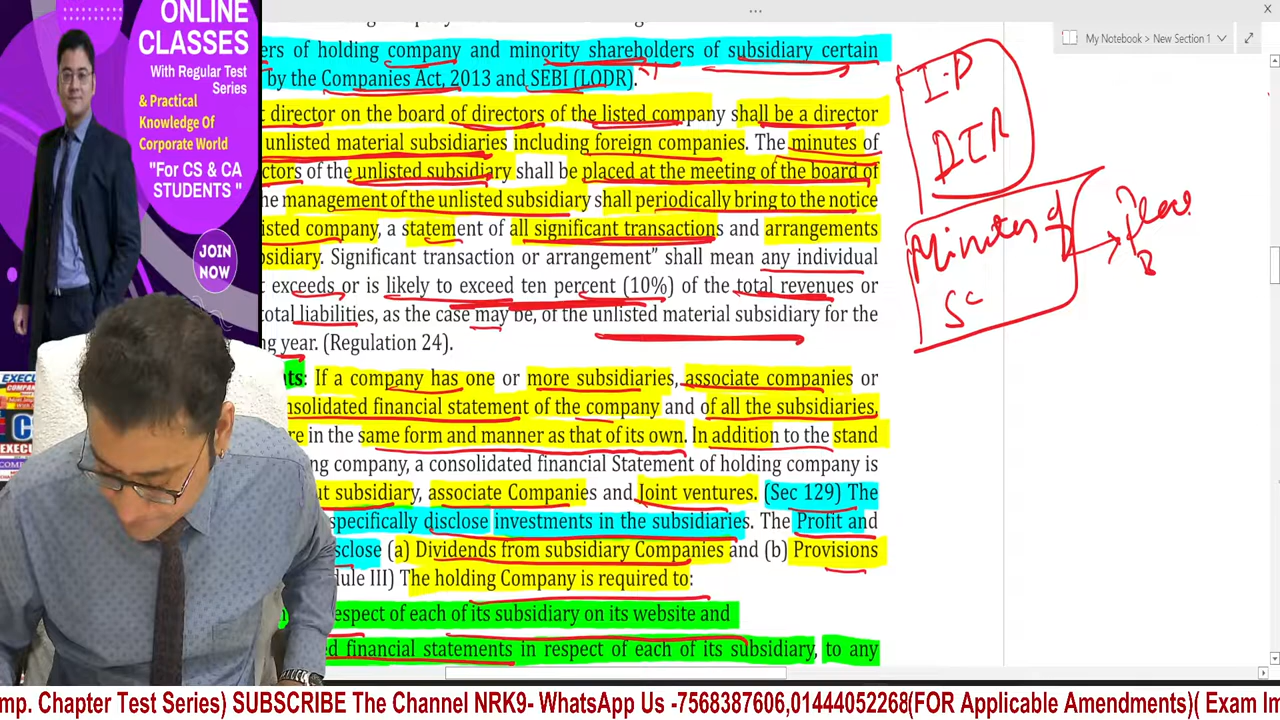 ONLINE
CLASSES
With Regular Test
Series
& Practical
Knowledge Of
Corporate World
"For CS & CA
STUDENTS "
JOIN
NOW
My Notebook > New Section 1
ers of holding company and minority shareholders of subsidiary certain
by the Companies Act, 2013 and SEBI (LODR).
t director on the board of directors of the listed company shall be a director
unlisted material subsidiaries including foreign companies. The minutes of
ctors of the unlisted subsidiary shall be placed at the meeting of the board of
he management of the unlisted subsidiary shall periodically bring to the notice
isted company, a statement of all significant transactions and arrangements
bsidiary. Significant transaction or arrangement" shall mean any individual
t exceeds or is likely to exceed ten percent (10%) of the total revenues or
total liabilities, as the case may be, of the unlisted material subsidiary for the
ng year. (Regulation 24).
nts: If a company has one or more subsidiaries, associate companies or
nsolidated financial statement of the company and of all the subsidiaries,
re in the same form and manner as that of its own. In addition to the stand
ng company, a consolidated financial Statement of holding company is
ut subsidiary, associate Companies and Joint ventures. (Sec 129) The
specifically disclose investments in the subsidiaries. The Profit and
sclose (a) Dividends from subsidiary Companies and (b) Provisions
dule III) The holding Company is required to:
respect of each of its subsidiary on its website and
ed financial statements in respect of each of its subsidiary, to any
I-D
DIR
Minutes of
B
mp. Chapter Test Series) SUBSCRIBE The Channel NRK9- WhatsApp Us -7568387606,01444052268(FOR Applicable Amendments)( Exam Im